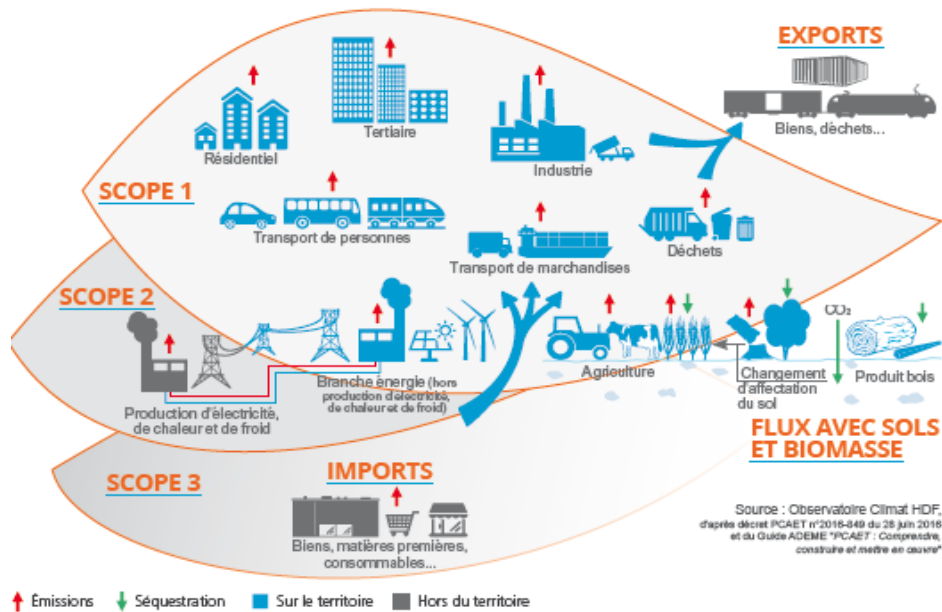 EXPORTS
Biens, déchets...
Résidentiel
Tertiaire
Industrie
SCOPE 1
Transport de personnes
Transport de marchandises
Déchets
SCOPE 2
Production d'électricité,
de chaleur et de froid
Branche énergie (hors
production d'électricité,
de chaleur et de froid)
Agriculture
Changement
d'affectation
du sol
CO₂
Produit bois
FLUX AVEC SOLS
ET BIOMASSE
SCOPE 3
IMPORTS
Biens, matières premières,
consommables...
Source : Observatoire Climat HDF,
d'après décret PCAET n°2016-849 du 28 juin 2016
et du Guide ADEME "PCAET : Comprendre,
construire et mettre en œuvre"
Émissions
Séquestration
Sur le territoire
Hors du territoire